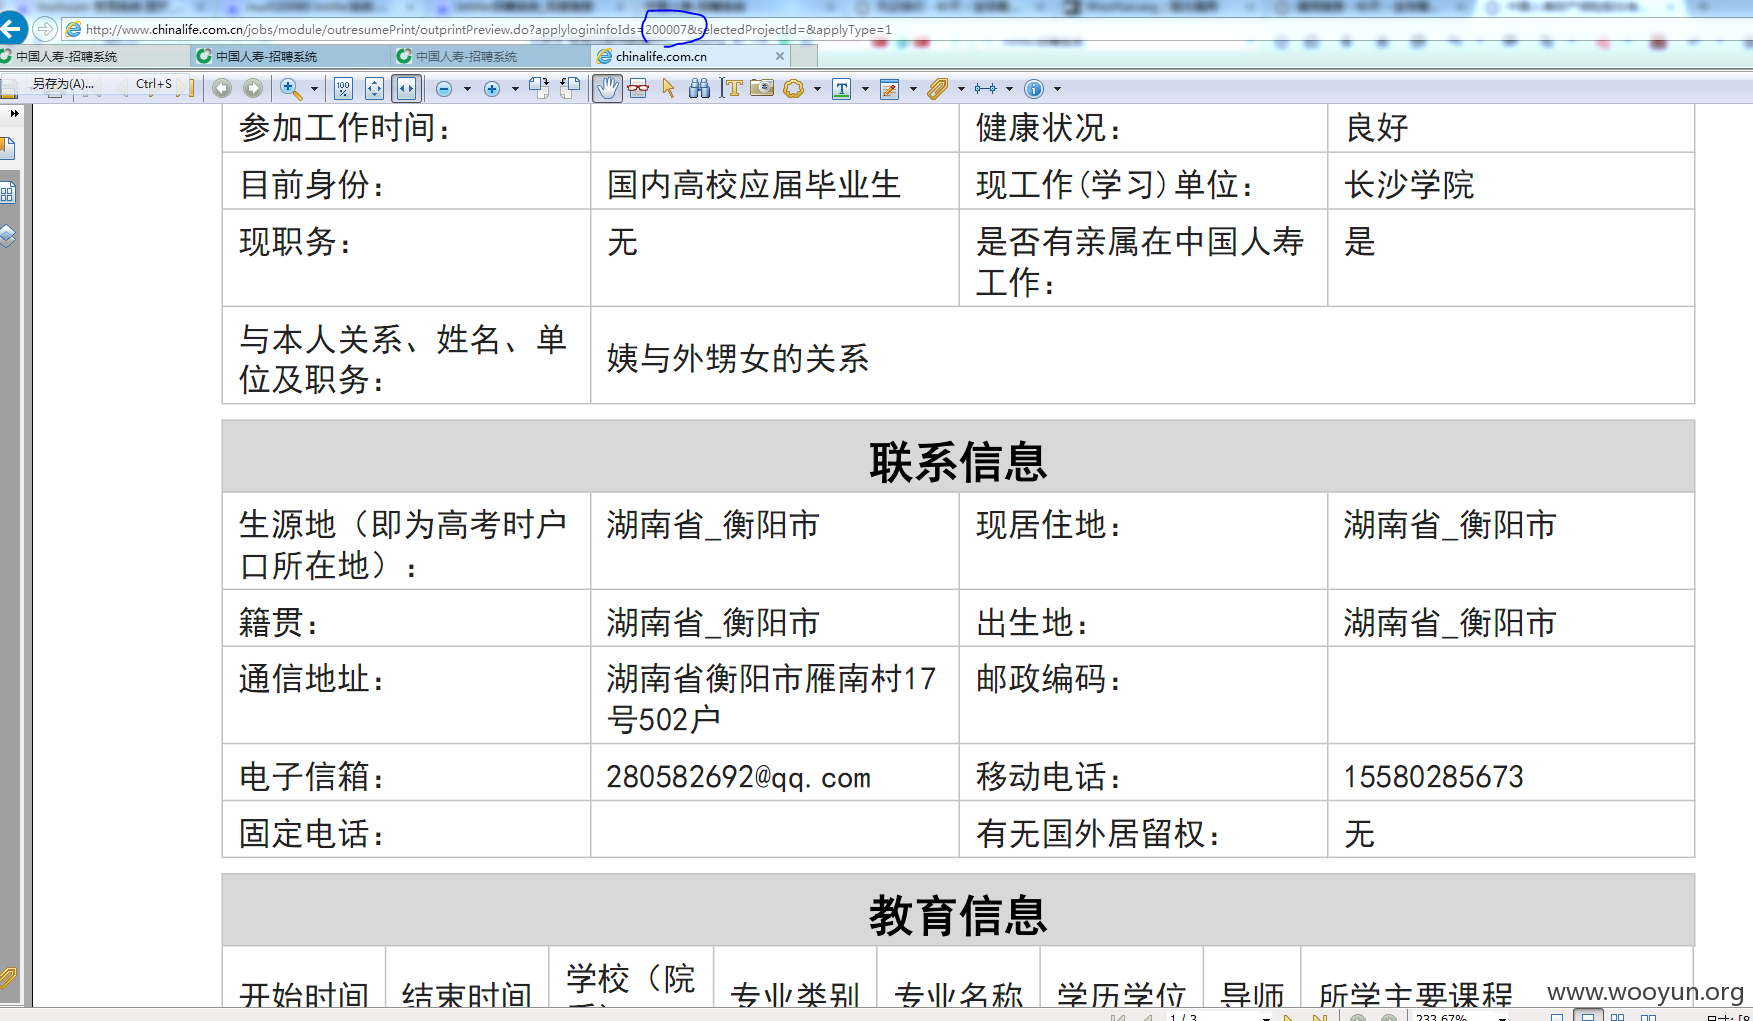 http://www.chinalife.com.cn/jobs/module/outresumePrint/outprintPreview.do?applylogininfoIds=200007&selectedProjectId=&applyType=1
中国人寿-招聘系统 中国人寿-招聘系统 中国人寿-招聘系统 chinalife.com.cn
另存为(A)... Ctrl+S
参加工作时间： 健康状况： 良好
目前身份： 国内高校应届毕业生 现工作(学习)单位： 长沙学院
现职务： 无 是否有亲属在中国人寿 是
工作：
与本人关系、姓名、单
位及职务： 姨与外甥女的关系
联系信息
生源地（即为高考时户 湖南省_衡阳市 现居住地： 湖南省_衡阳市
口所在地）：
籍贯： 湖南省_衡阳市 出生地： 湖南省_衡阳市
通信地址： 湖南省衡阳市雁南村17 邮政编码：
号502户
电子信箱： 280582692@qq.com 移动电话： 15580285673
固定电话： 有无国外居留权： 无
教育信息
开始时间 结束时间 学校（院 专业类别 专业名称 学历学位 导师 所学主要课程
www.wooyun.org
1 / 3 233.67%